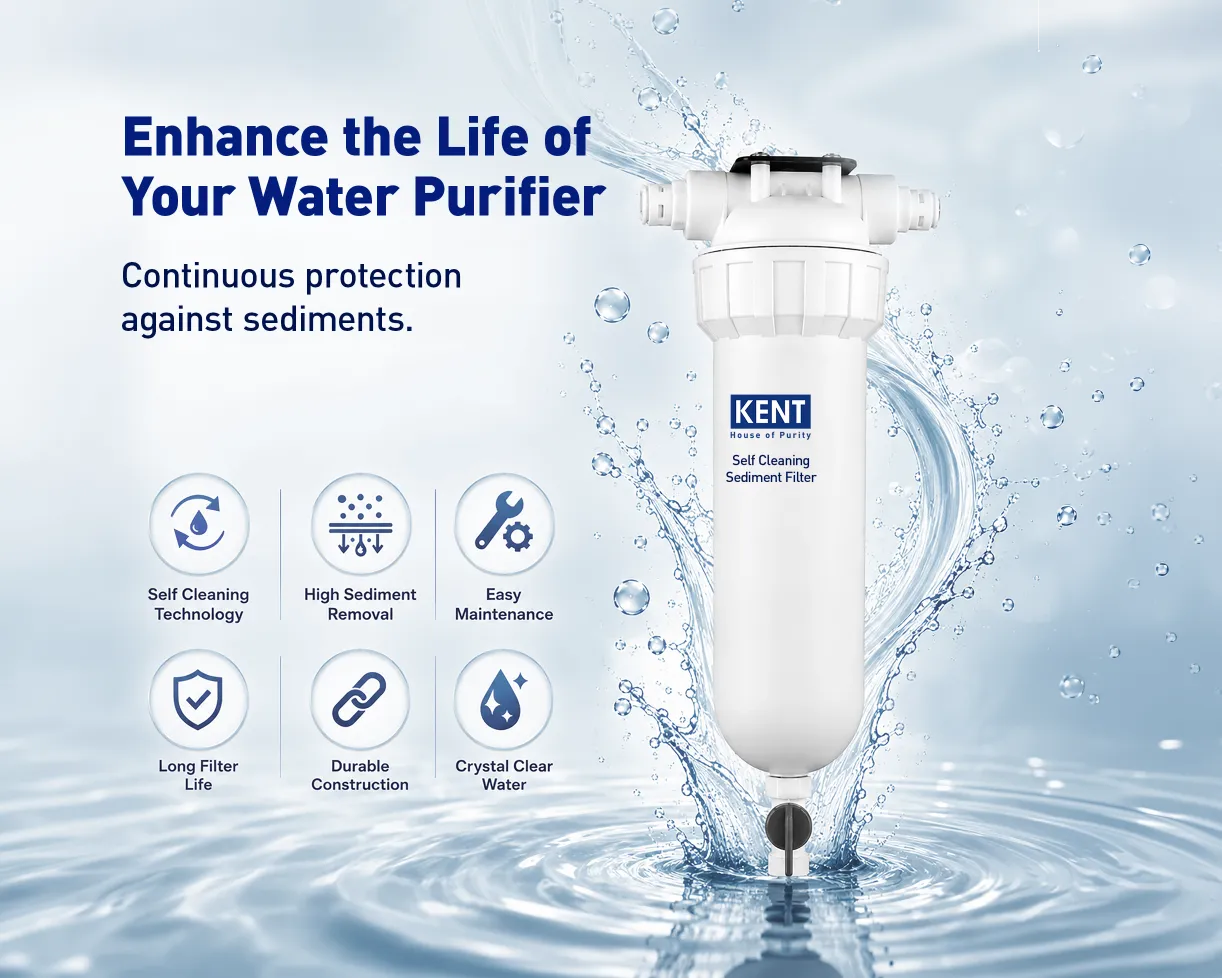 Enhance the Life of
Your Water Purifier
Continuous protection
against sediments.
KENT
House of Purity
Self Cleaning
Sediment Filter
Self Cleaning
Technology
High Sediment
Removal
Easy
Maintenance
Long Filter
Life
Durable
Construction
Crystal Clear
Water